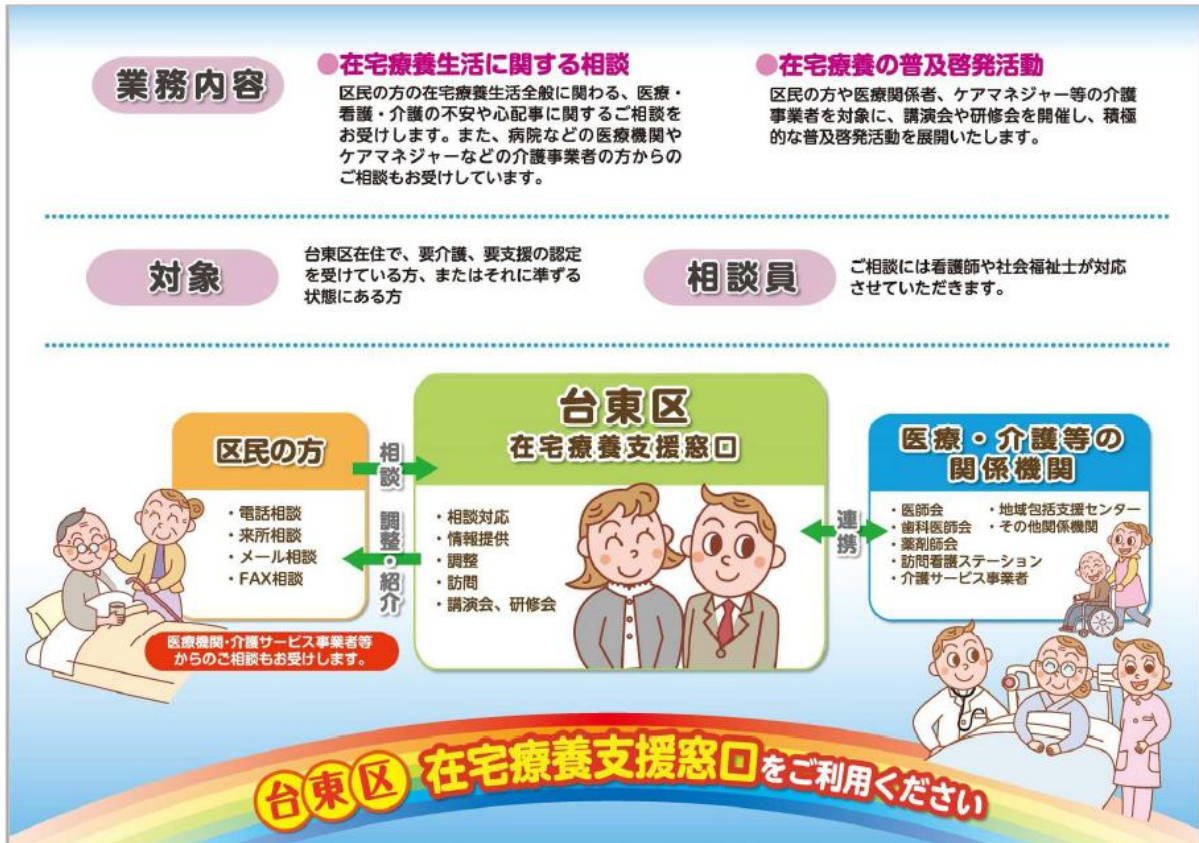 業務内容
●在宅療養生活に関する相談
区民の方の在宅療養生活全般に関わる、医療・
看護・介護の不安や心配事に関するご相談を
お受けします。また、病院などの医療機関や
ケアマネジャーなどの介護事業者の方からの
ご相談もお受けしています。
●在宅療養の普及啓発活動
区民の方や医療関係者、ケアマネジャー等の介護
事業者を対象に、講演会や研修会を開催し、積極
的な普及啓発活動を展開いたします。
対象
台東区在住で、要介護、要支援の認定
を受けている方、またはそれに準ずる
状態にある方
相談員
ご相談には看護師や社会福祉士が対応
させていただきます。
区民の方
・電話相談
・来所相談
・メール相談
・FAX相談
医療機関・介護サービス事業者等
からのご相談もお受けします。
相談
調整・紹介
台東区
在宅療養支援窓口
・相談対応
・情報提供
・調整
・訪問
・講演会、研修会
連携
医療・介護等の
関係機関
・医師会
・歯科医師会
・薬剤師会
・訪問看護ステーション
・介護サービス事業者
・地域包括支援センター
・その他関係機関
台東区 在宅療養支援窓口をご利用ください